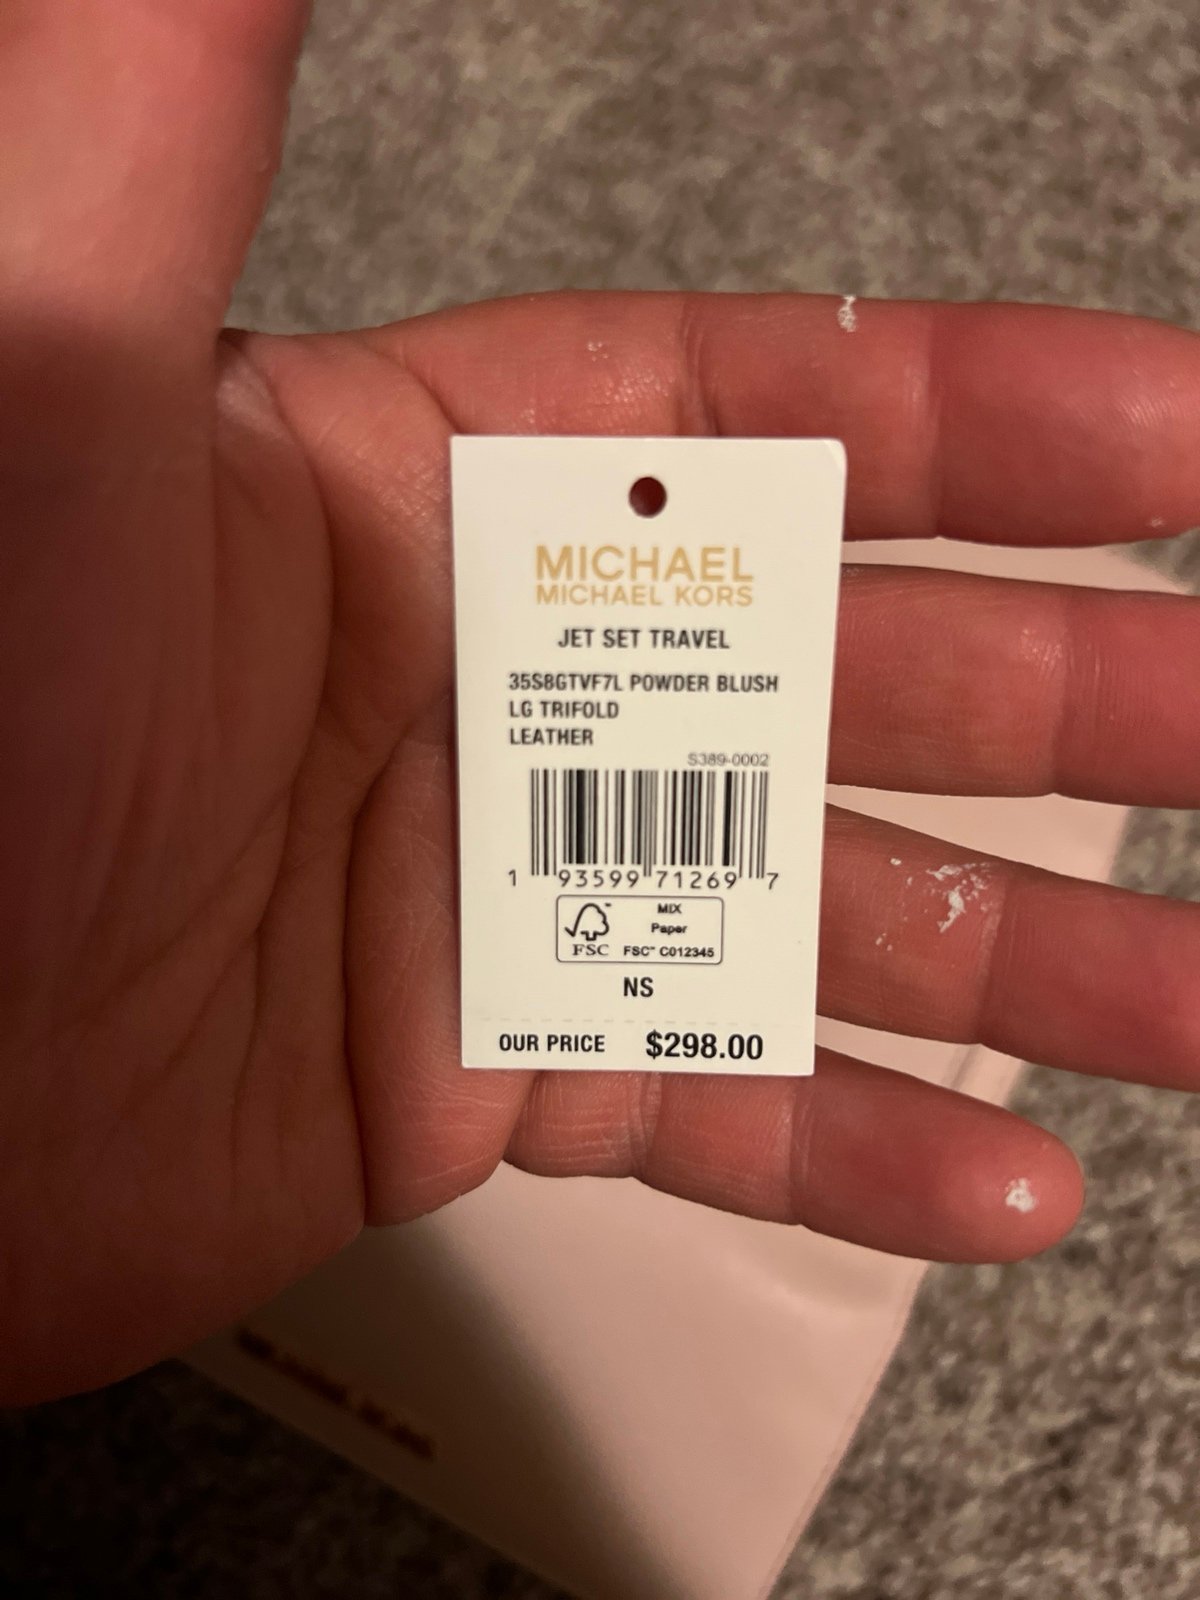 MICHAEL
MICHAEL KORS
JET SET TRAVEL
35S8GTVF7L POWDER BLUSH
LG TRIFOLD
LEATHER
S389-0002
1 93599 71269 7
MIX
Paper
FSC FSC™ C012345
NS
OUR PRICE $298.00